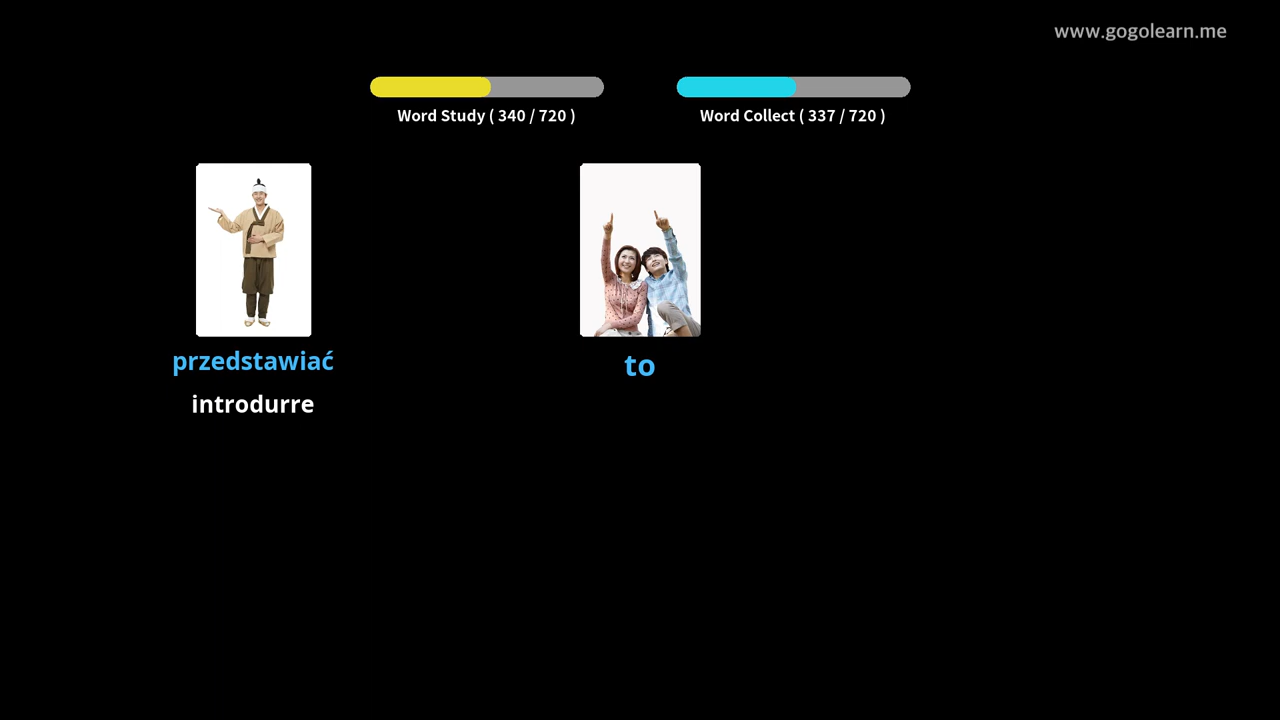 www.gogolearn.me
Word Study ( 340 / 720 )
Word Collect ( 337 / 720 )
przedstawiać
introdurre
to